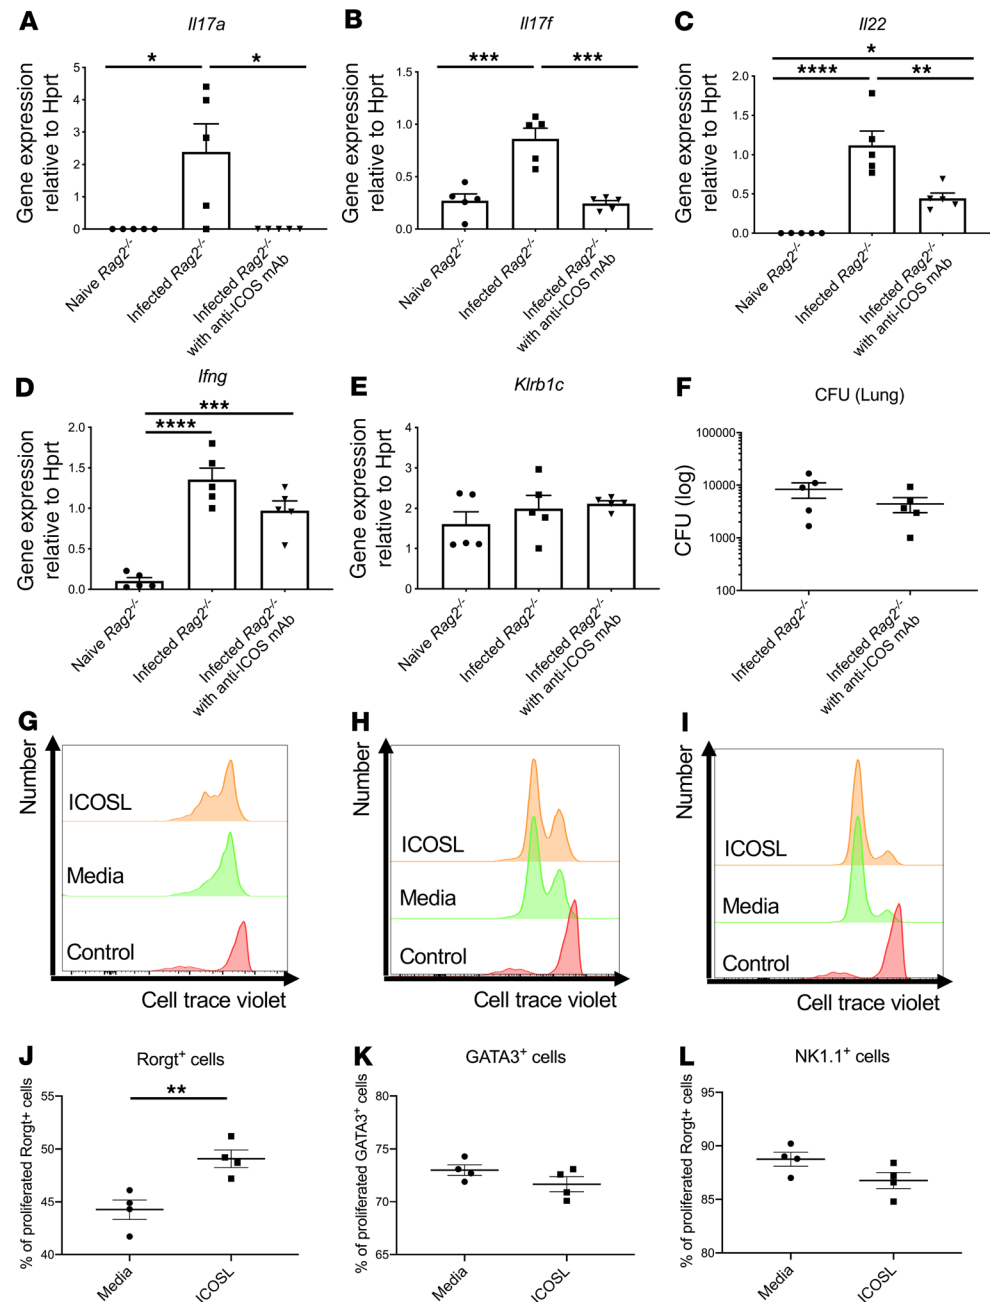 A
Il17a
*
*
Gene expression
relative to Hprt
5
4
3
2
1
0
Naive Rag2-/-
Infected Rag2-/-
Infected Rag2-/-
with anti-ICOS mAb
B
Il17f
***
***
Gene expression
relative to Hprt
1.5
1.0
0.5
0.0
Naive Rag2-/-
Infected Rag2-/-
Infected Rag2-/-
with anti-ICOS mAb
C
Il22
*
****
**
Gene expression
relative to Hprt
2.0
1.5
1.0
0.5
0.0
Naive Rag2-/-
Infected Rag2-/-
Infected Rag2-/-
with anti-ICOS mAb
D
Ifng
***
****
Gene expression
relative to Hprt
2.0
1.5
1.0
0.5
0.0
Naive Rag2-/-
Infected Rag2-/-
Infected Rag2-/-
with anti-ICOS mAb
E
Klrb1c
Gene expression
relative to Hprt
4
3
2
1
0
Naive Rag2-/-
Infected Rag2-/-
Infected Rag2-/-
with anti-ICOS mAb
F
CFU (Lung)
CFU (log)
100000
10000
1000
100
Infected Rag2-/-
Infected Rag2-/-
with anti-ICOS mAb
G
Number
ICOSL
Media
Control
Cell trace violet
H
Number
ICOSL
Media
Control
Cell trace violet
I
Number
ICOSL
Media
Control
Cell trace violet
J
Rorgt+ cells
**
% of proliferated Rorgt+ cells
55
50
45
40
Media
ICOSL
K
GATA3+ cells
% of proliferated GATA3+ cells
80
75
70
65
Media
ICOSL
L
NK1.1+ cells
% of proliferated Rorgt+ cells
95
90
85
80
Media
ICOSL